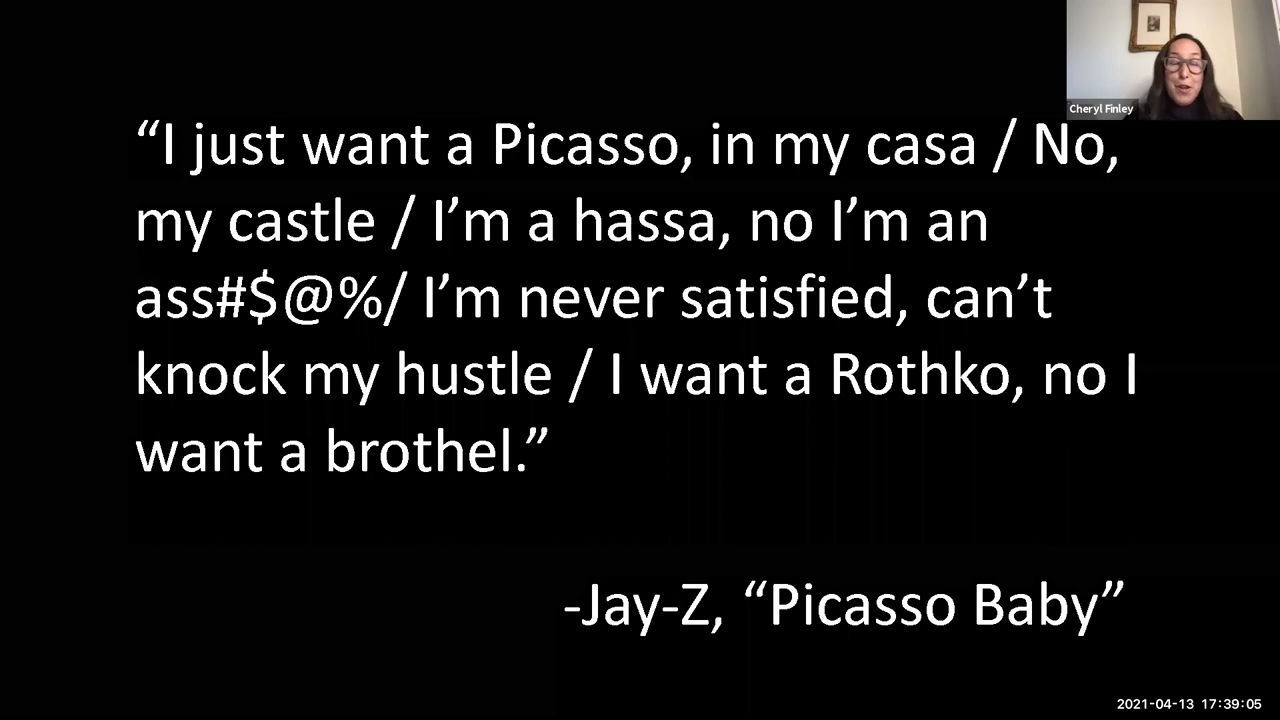 Cheryl Finley
“I just want a Picasso, in my casa / No,
my castle / I’m a hassa, no I’m an
ass#$@%/ I’m never satisfied, can’t
knock my hustle / I want a Rothko, no I
want a brothel.”
-Jay-Z, “Picasso Baby”
2021-04-13 17:39:05